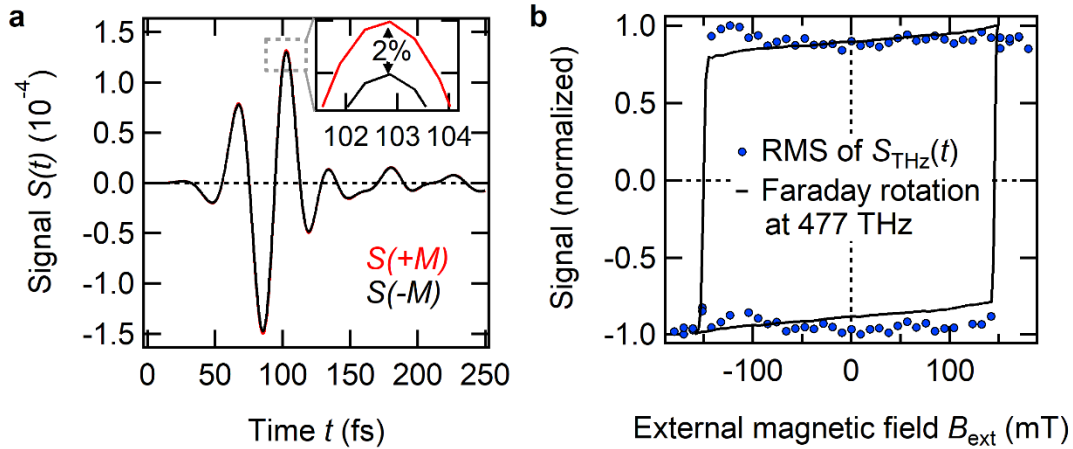 a
Signal S(t) (10⁻⁴)
1.5
1.0
0.5
0.0
-0.5
-1.0
-1.5
2%
102 103 104
S(+M)
S(-M)
0 50 100 150 200 250
Time t (fs)
b
Signal (normalized)
1.0
0.5
0.0
0.5
-1.0
RMS of S_THz(t)
Faraday rotation
at 477 THz
-100 0 100
External magnetic field B_ext (mT)